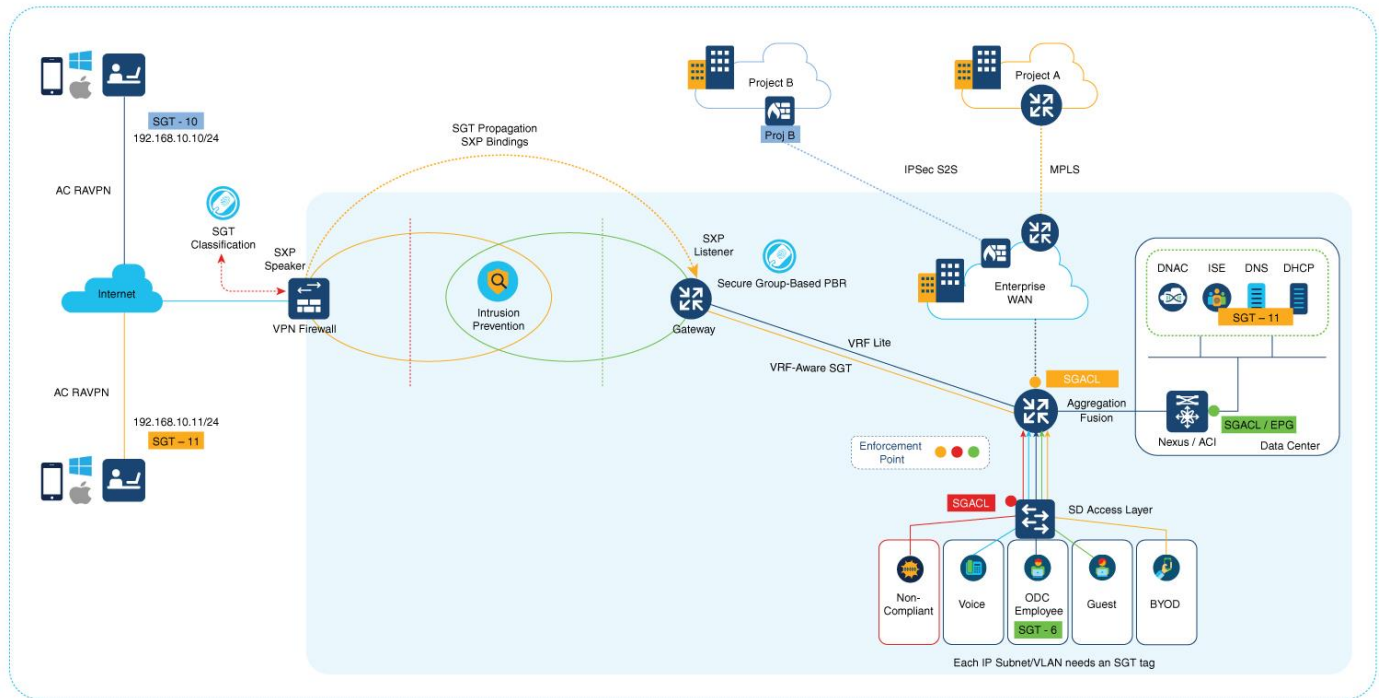 SGT - 10
192.168.10.10/24
AC RAVPN
SGT
Classification
Internet
AC RAVPN
192.168.10.11/24
SGT – 11
SGT Propagation
SXP Bindings
SXP
Speaker
VPN Firewall
Intrusion
Prevention
SXP
Listener
Secure Group-Based PBR
Gateway
VRF Lite
VRF-Aware SGT
Project B
Proj B
IPSec S2S
Project A
MPLS
Enterprise
WAN
SGACL
Aggregation
Fusion
DNAC
ISE
DNS
DHCP
SGT – 11
Nexus / ACI
SGACL / EPG
Data Center
Enforcement
Point
SGACL
SD Access Layer
Non-
Compliant
Voice
ODC
Employee
SGT - 6
Guest
BYOD
Each IP Subnet/VLAN needs an SGT tag